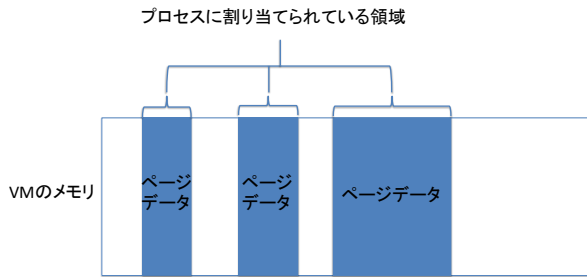 プロセスに割り当てられている領域
VMのメモリ
ページ
データ
ページ
データ
ページデータ